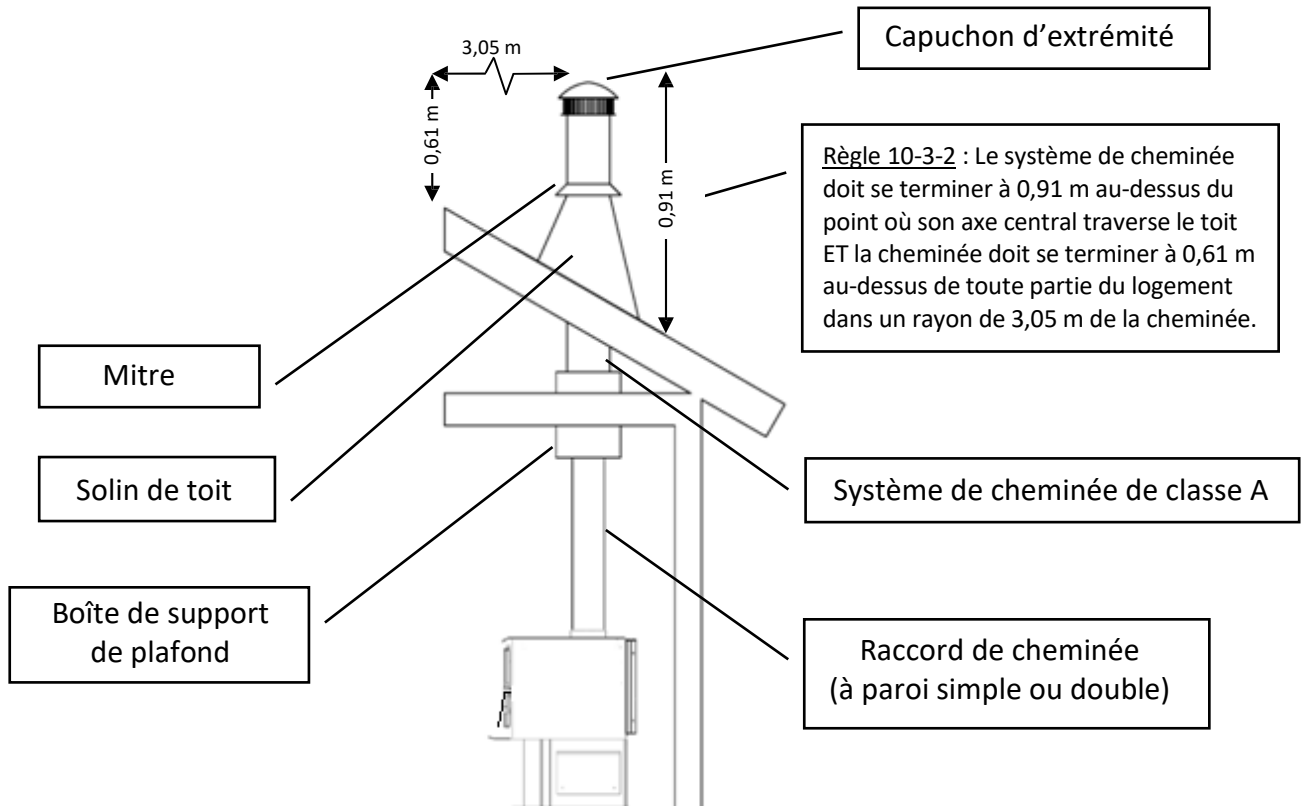 Capuchon d’extrémité
3,05 m
0,61 m
0,91 m
Règle 10-3-2 : Le système de cheminée
doit se terminer à 0,91 m au-dessus du
point où son axe central traverse le toit
ET la cheminée doit se terminer à 0,61 m
au-dessus de toute partie du logement
dans un rayon de 3,05 m de la cheminée.
Mitre
Solin de toit
Système de cheminée de classe A
Boîte de support
de plafond
Raccord de cheminée
(à paroi simple ou double)